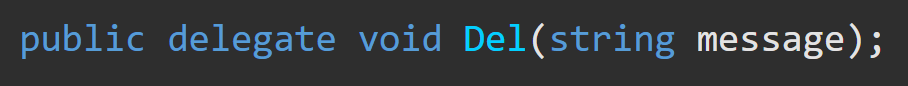 public delegate void Del(string message);